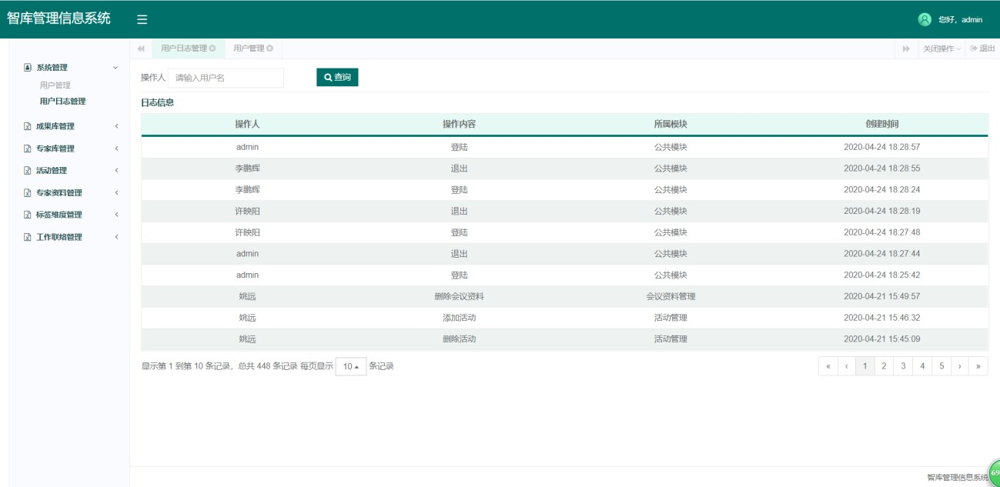 智库管理信息系统
您好，admin
系统管理
用户管理
用户日志管理
成果库管理
专家库管理
活动管理
专家资料管理
标签维度管理
工作联络管理
用户日志管理 用户管理 关闭操作 退出
操作人 请输入用户名 查询
日志信息
操作人 操作内容 所属模块 创建时间
admin 登陆 公共模块 2020-04-24 18:28:57
李鹏辉 退出 公共模块 2020-04-24 18:28:55
李鹏辉 登陆 公共模块 2020-04-24 18:28:24
许映阳 退出 公共模块 2020-04-24 18:28:19
许映阳 登陆 公共模块 2020-04-24 18:27:48
admin 退出 公共模块 2020-04-24 18:27:44
admin 登陆 公共模块 2020-04-24 18:25:42
姚远 删除会议资料 会议资料管理 2020-04-21 15:49:57
姚远 添加活动 活动管理 2020-04-21 15:46:32
姚远 删除活动 活动管理 2020-04-21 15:45:09
显示第 1 到第 10 条记录，总共 448 条记录 每页显示 10 条记录 « ‹ 1 2 3 4 5 › »
智库管理信息系统